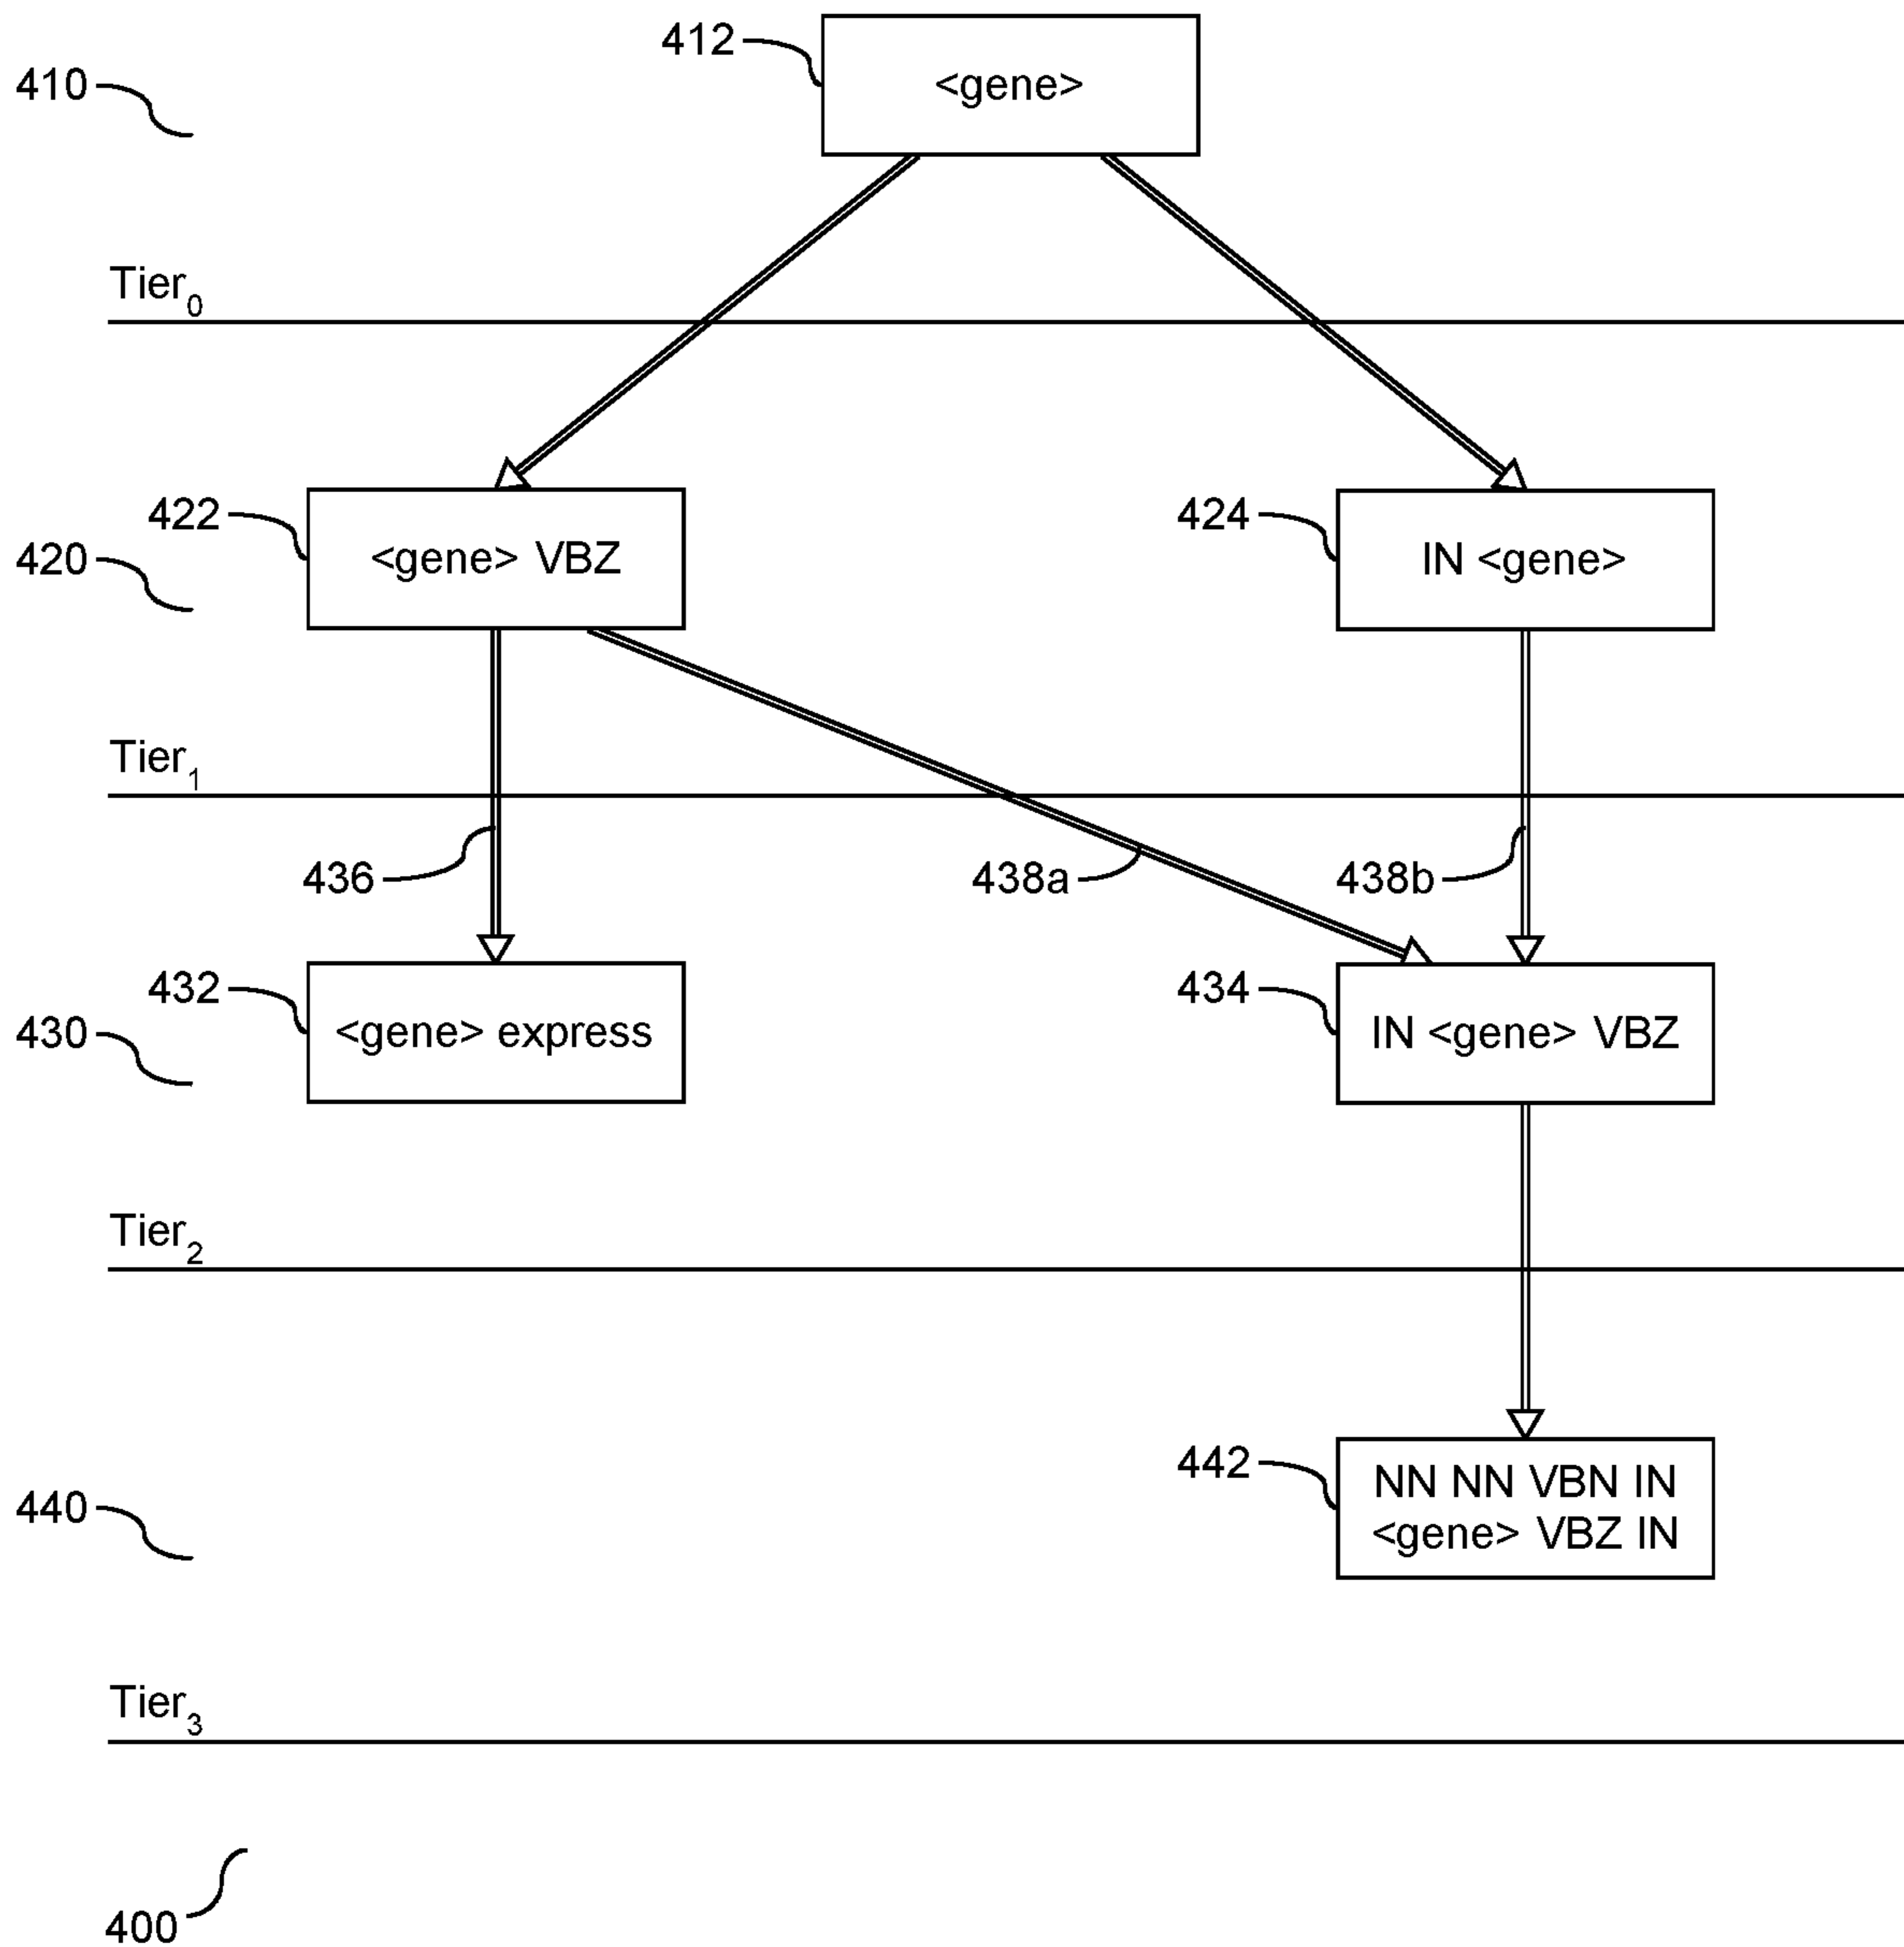 412
<gene>
410
Tier0
422
<gene> VBZ
424
IN <gene>
420
Tier1
436
438a
438b
432
<gene> express
434
IN <gene> VBZ
430
Tier2
442
NN NN VBN IN
<gene> VBZ IN
440
Tier3
400